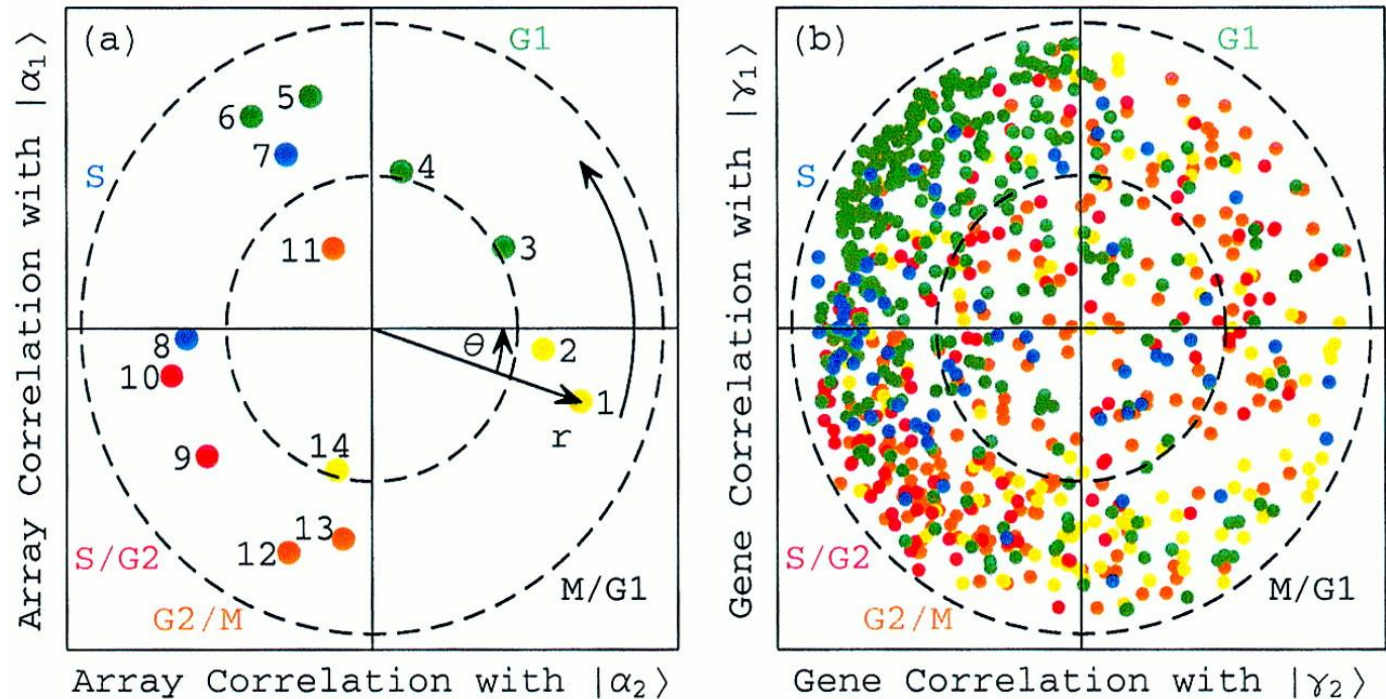 (a)
G1
5
6
7
S
4
11
3
8
θ
2
10
1
r
9
14
13
12
S/G2
M/G1
G2/M
Array Correlation with |α₁⟩
Array Correlation with |α₂⟩
(b)
G1
S
S/G2
M/G1
G2/M
Gene Correlation with |γ₁⟩
Gene Correlation with |γ₂⟩